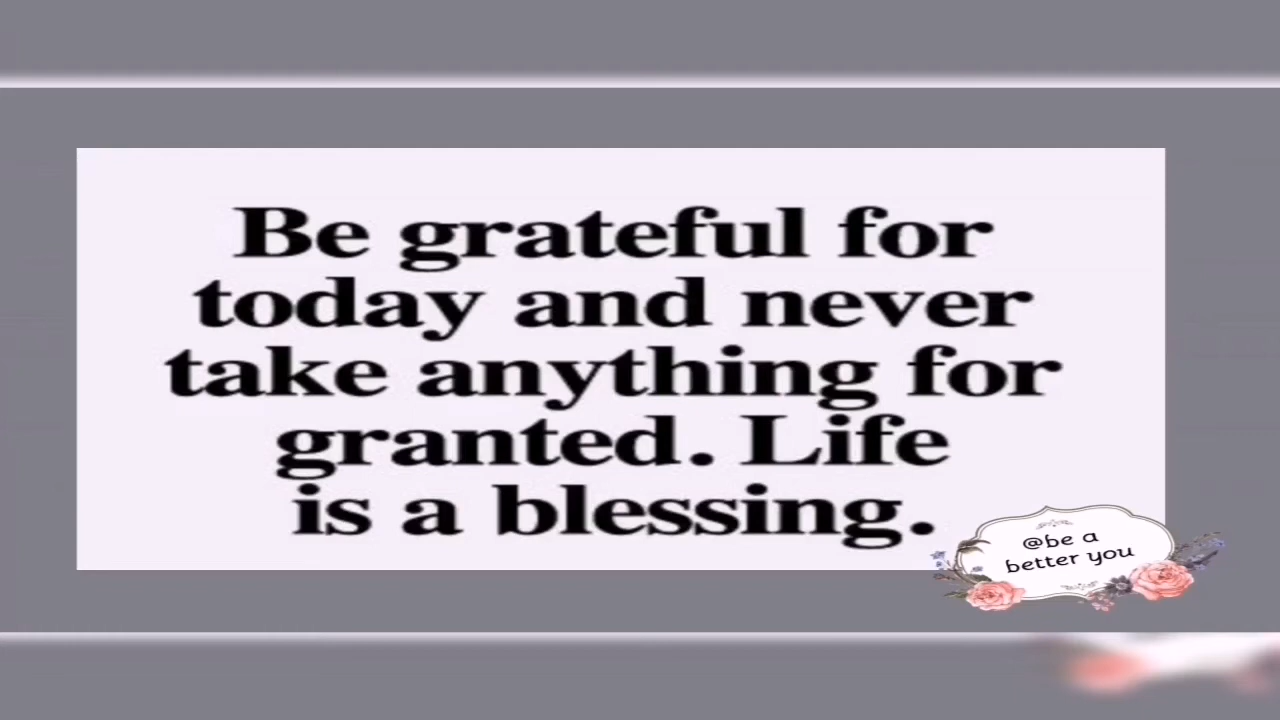 Be grateful for
today and never
take anything for
granted. Life
is a blessing.
@be a
better you